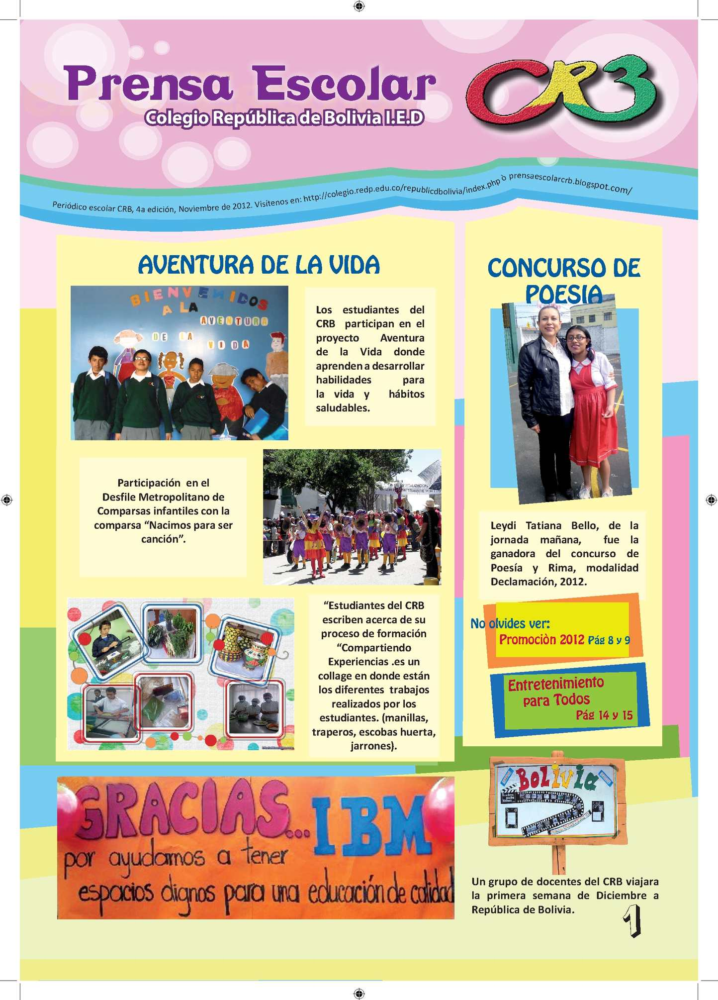 Prensa Escolar
Colegio República de Bolivia I.E.D
CRB
Periódico escolar CRB, 4a edición, Noviembre de 2012. Visítenos en: http://colegio.redp.edu.co/republicdbolivia/index.php ò prensaescolarcrb.blogspot.com/
AVENTURA DE LA VIDA
BIENVENIDOS
A LA
AVENTURA
DE LA
VIDA
Los estudiantes del
CRB participan en el
proyecto Aventura
de la Vida donde
aprenden a desarrollar
habilidades para
la vida y hábitos
saludables.
Participación en el
Desfile Metropolitano de
Comparsas infantiles con la
comparsa “Nacimos para ser
canción”.
“Estudiantes del CRB
escriben acerca de su
proceso de formación
“Compartiendo
Experiencias .es un
collage en donde están
los diferentes trabajos
realizados por los
estudiantes. (manillas,
traperos, escobas huerta,
jarrones).
GRACIAS... IBM
por ayudarnos a tener
espacios dignos para una educación de calidad
CONCURSO DE
POESIA
Leydi Tatiana Bello, de la
jornada mañana, fue la
ganadora del concurso de
Poesía y Rima, modalidad
Declamación, 2012.
No olvides ver:
Promociòn 2012 Pág 8 y 9
Entretenimiento
para Todos
Pág 14 y 15
BOLIVIA
Un grupo de docentes del CRB viajara
la primera semana de Diciembre a
República de Bolivia.
1